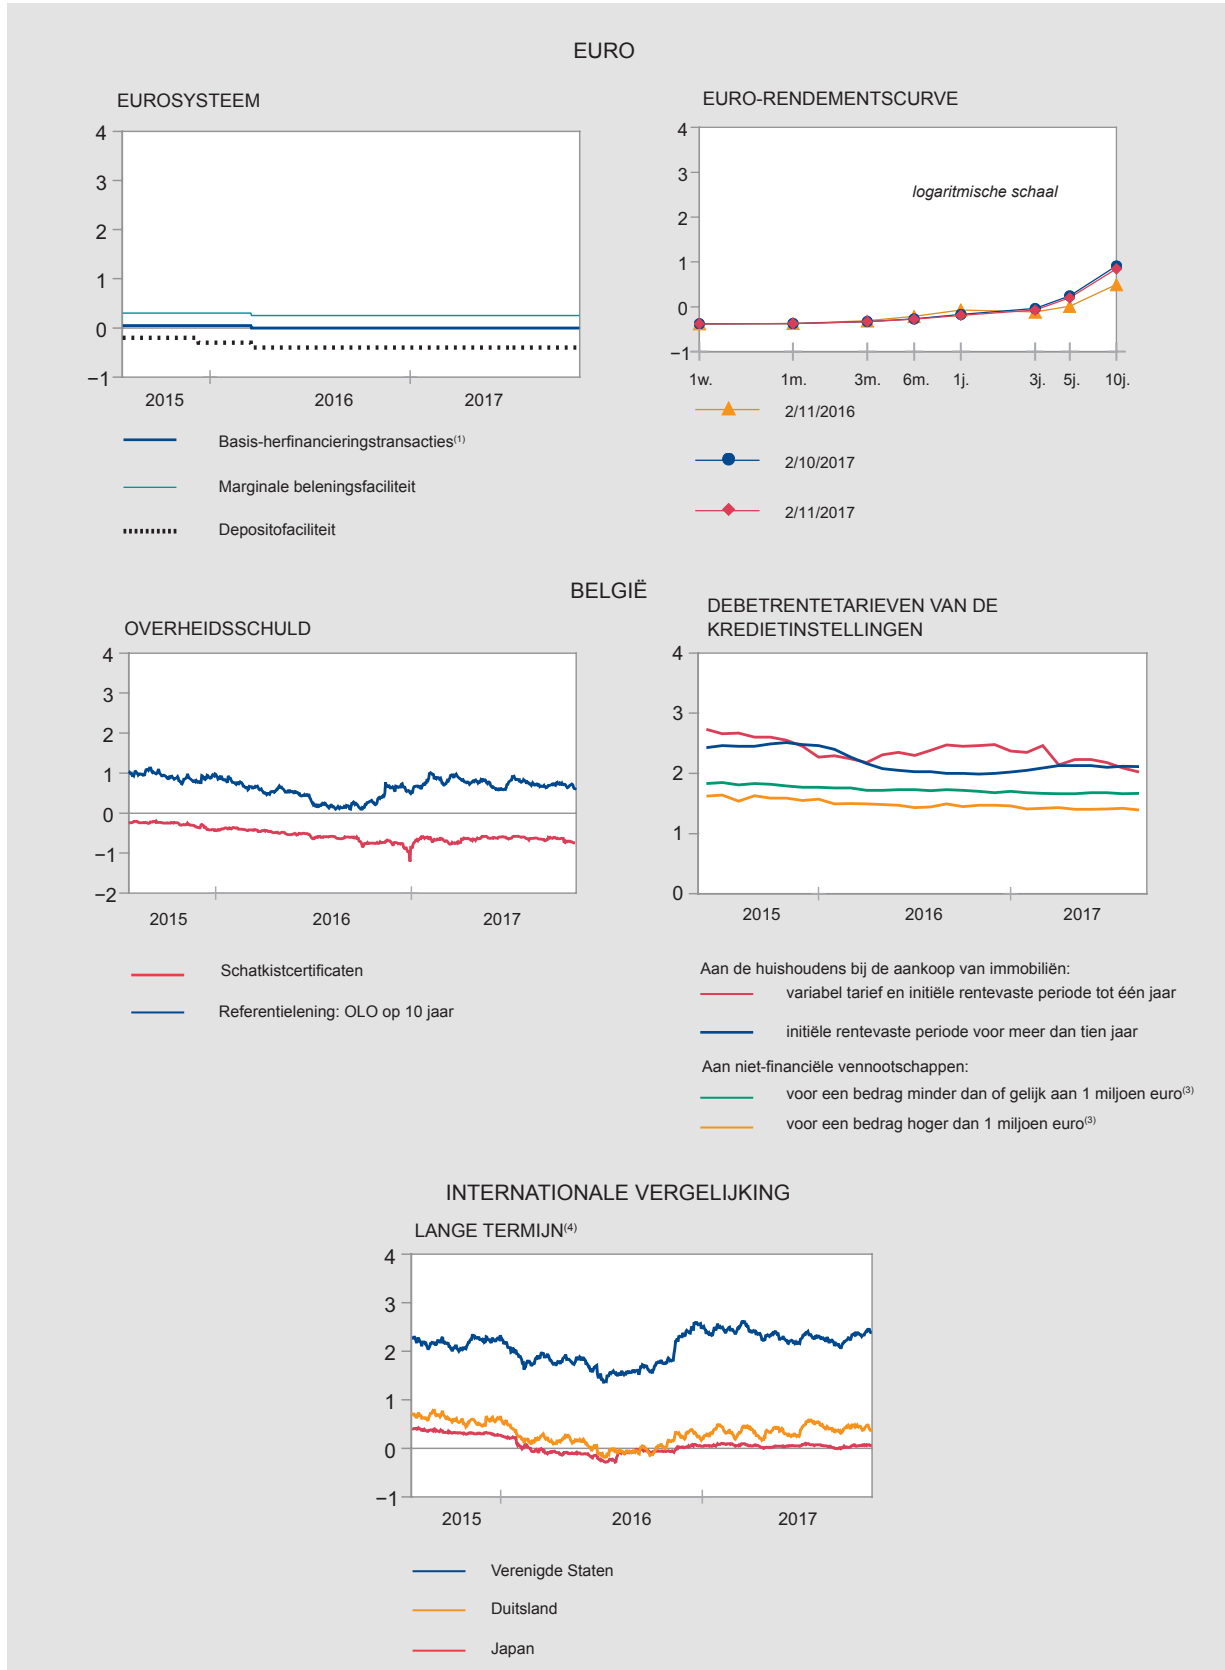 EURO
EUROSYSTEEM
4
3
2
1
0
−1
2015
2016
2017
Basis-herfinancieringstransacties(1)
Marginale beleningsfaciliteit
Depositofaciliteit
EURO-RENDEMENTSCURVE
4
3
2
1
0
−1
logaritmische schaal
1w.
1m.
3m.
6m.
1j.
3j.
5j.
10j.
2/11/2016
2/10/2017
2/11/2017
BELGIË
OVERHEIDSSCHULD
4
3
2
1
0
−1
−2
2015
2016
2017
Schatkistcertificaten
Referentielening: OLO op 10 jaar
DEBETRENTETARIEVEN VAN DE
KREDIETINSTELLINGEN
4
3
2
1
0
2015
2016
2017
Aan de huishoudens bij de aankoop van immobiliën:
variabel tarief en initiële rentevaste periode tot één jaar
initiële rentevaste periode voor meer dan tien jaar
Aan niet-financiële vennootschappen:
voor een bedrag minder dan of gelijk aan 1 miljoen euro(3)
voor een bedrag hoger dan 1 miljoen euro(3)
INTERNATIONALE VERGELIJKING
LANGE TERMIJN(4)
4
3
2
1
0
−1
2015
2016
2017
Verenigde Staten
Duitsland
Japan